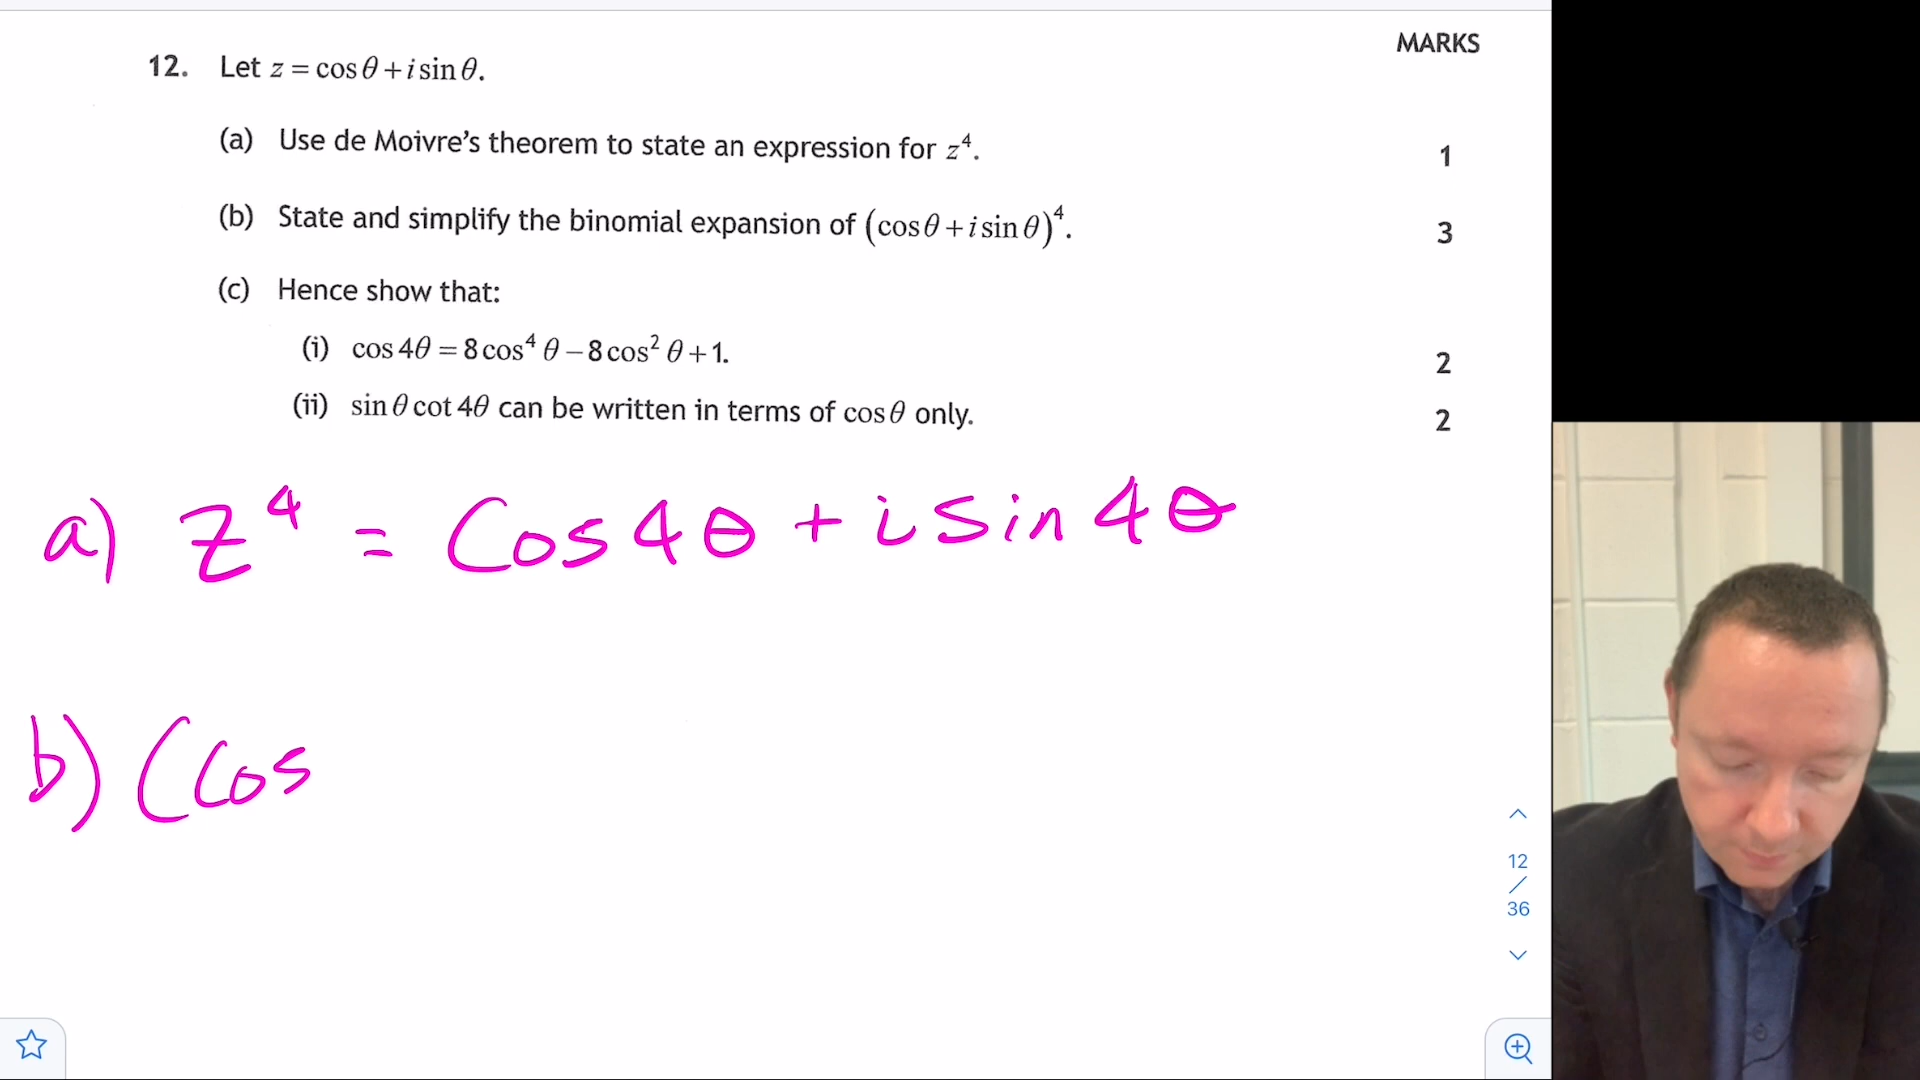 MARKS
12. Let z = cos θ + i sin θ.
(a) Use de Moivre's theorem to state an expression for z⁴. 1
(b) State and simplify the binomial expansion of (cos θ + i sin θ)⁴. 3
(c) Hence show that:
(i) cos 4θ = 8 cos⁴ θ − 8 cos² θ + 1. 2
(ii) sin θ cot 4θ can be written in terms of cos θ only. 2
a) z⁴ = Cos 4θ + i sin 4θ
b) (Cos
12
/
36